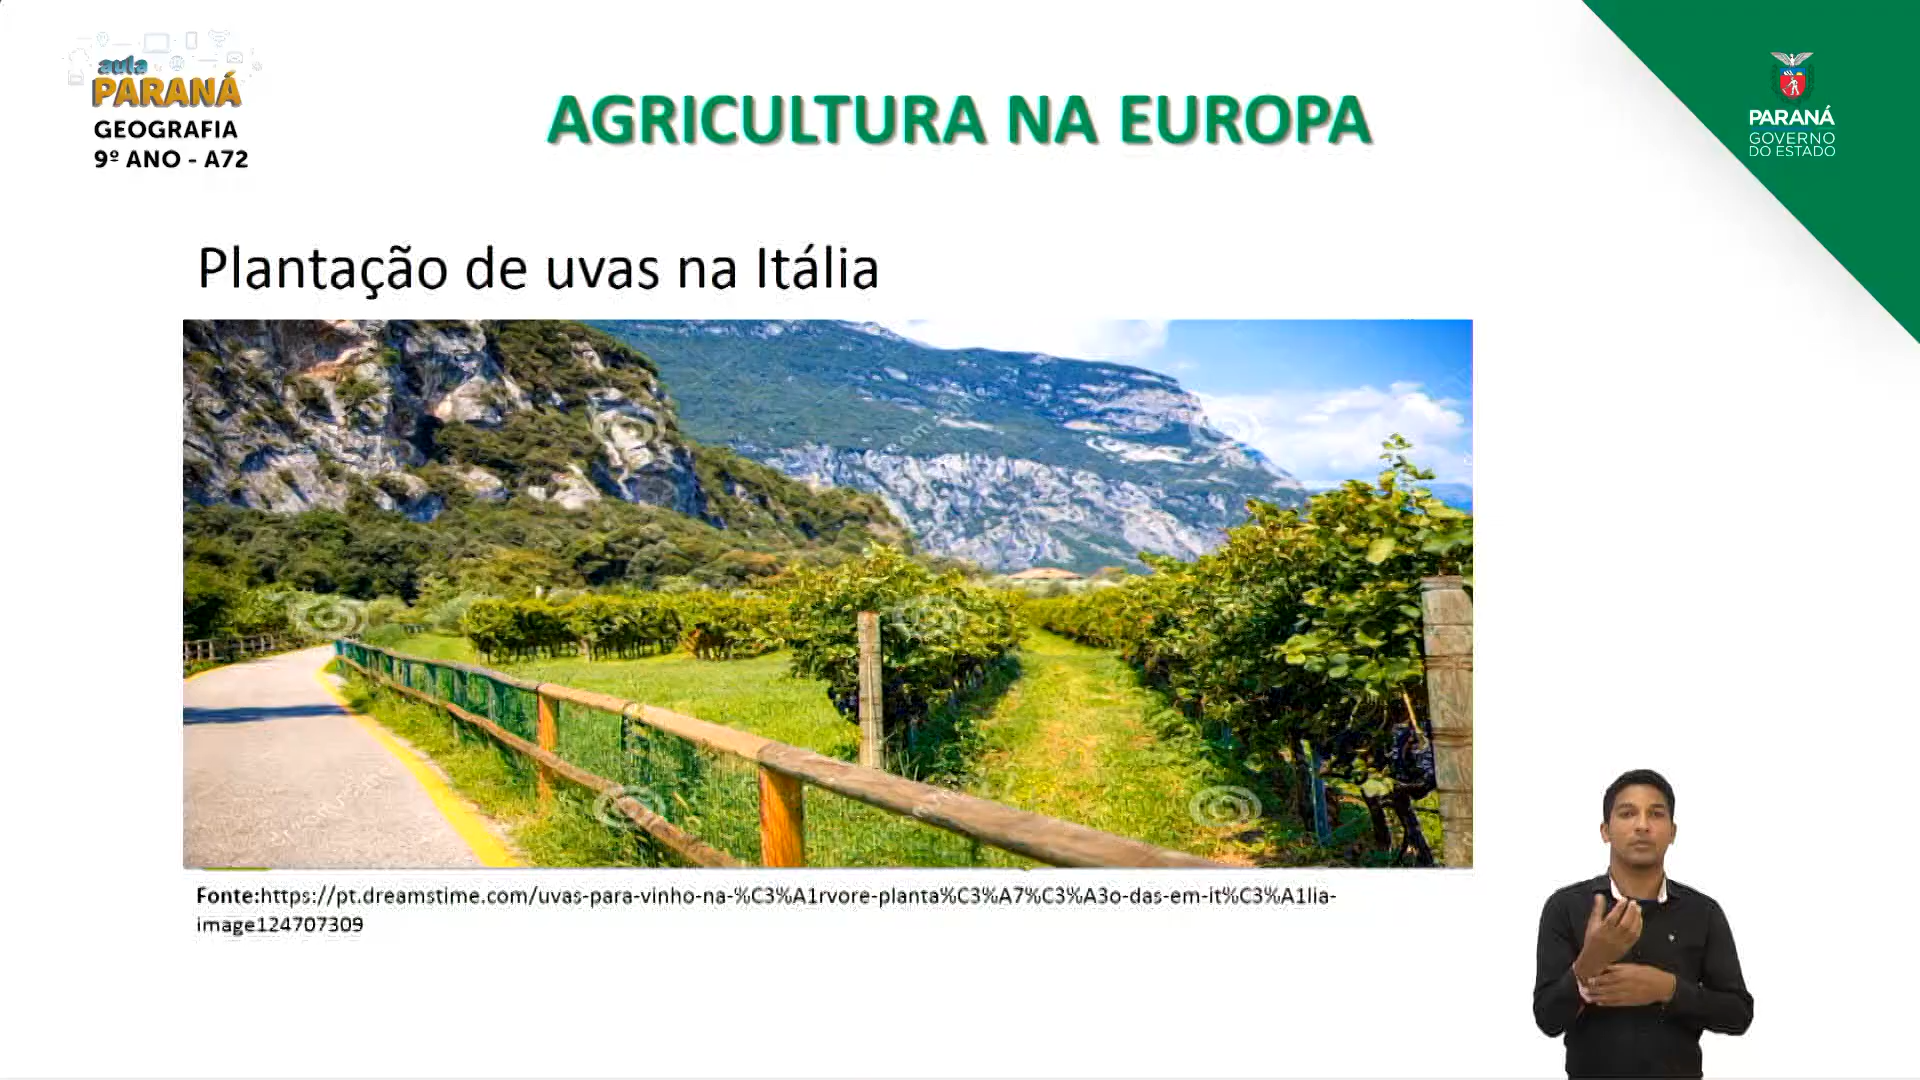 aula
PARANÁ
GEOGRAFIA
9º ANO - A72
AGRICULTURA NA EUROPA
PARANÁ
GOVERNO
DO ESTADO
Plantação de uvas na Itália
Fonte:https://pt.dreamstime.com/uvas-para-vinho-na-%C3%A1rvore-planta%C3%A7%C3%A3o-das-em-it%C3%A1lia-
image124707309